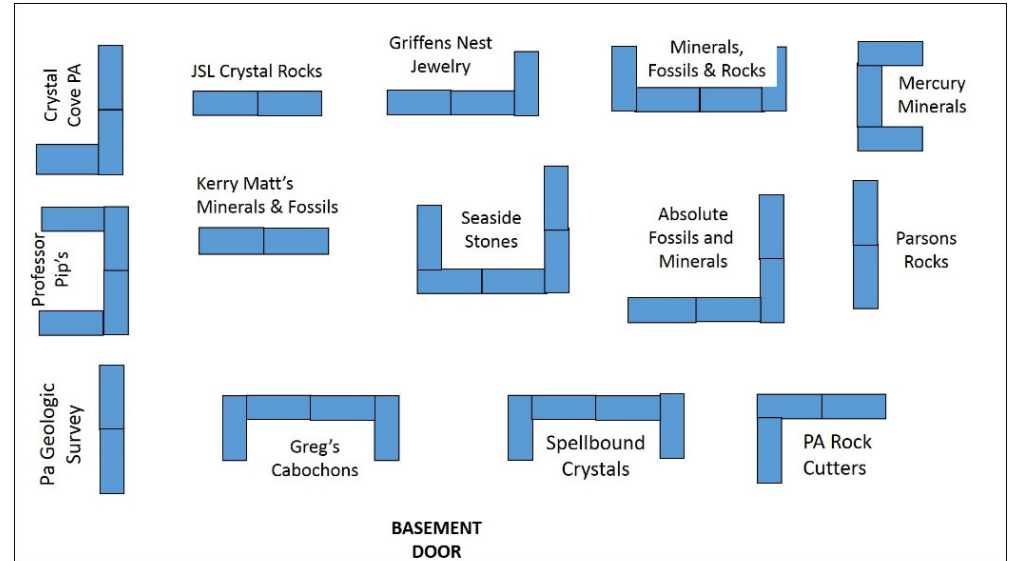 Crystal
Cove PA
JSL Crystal Rocks
Griffens Nest
Jewelry
Minerals,
Fossils & Rocks
Mercury
Minerals
Professor
Pip's
Kerry Matt's
Minerals & Fossils
Seaside
Stones
Absolute
Fossils and
Minerals
Parsons
Rocks
Pa Geologic
Survey
Greg's
Cabochons
Spellbound
Crystals
PA Rock
Cutters
BASEMENT
DOOR